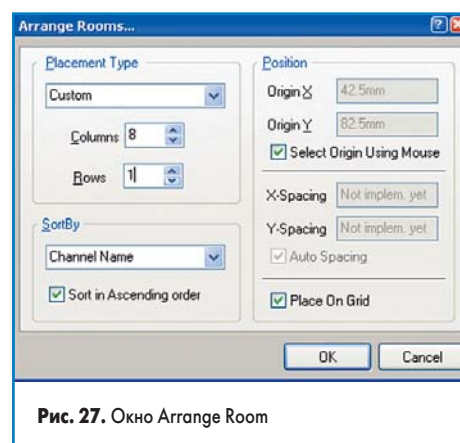 Arrange Rooms...
Placement Type
Custom
Columns 8
Rows 1
SortBy
Channel Name
Sort in Ascending order
Position
Origin X 42.5mm
Origin Y 82.5mm
Select Origin Using Mouse
X-Spacing Not implem. yet
Y-Spacing Not implem. yet
Auto Spacing
Place On Grid
OK Cancel
Рис. 27. Окно Arrange Room